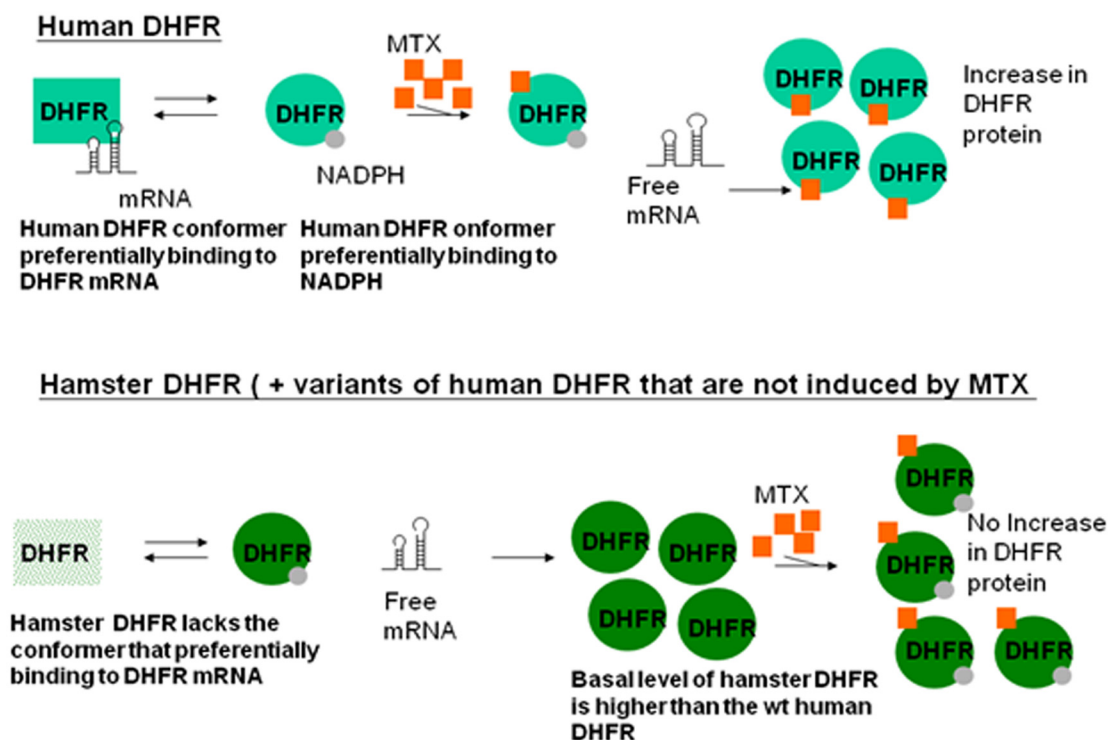 Human DHFR
MTX
DHFR
DHFR
DHFR
NADPH
mRNA
Human DHFR conformer
preferentially binding to
DHFR mRNA
Human DHFR onformer
preferentially binding to
NADPH
Free
mRNA
DHFR
DHFR
DHFR
DHFR
Increase in
DHFR
protein
Hamster DHFR ( + variants of human DHFR that are not induced by MTX
DHFR
DHFR
Hamster DHFR lacks the
conformer that preferentially
binding to DHFR mRNA
Free
mRNA
DHFR
DHFR
DHFR
DHFR
Basal level of hamster DHFR
is higher than the wt human
DHFR
MTX
DHFR
DHFR
DHFR
DHFR
No Increase
in DHFR
protein